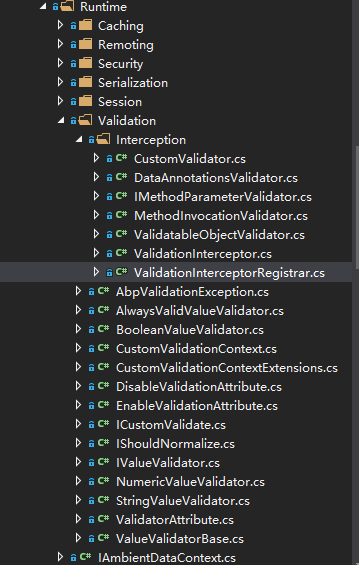 Runtime
Caching
Remoting
Security
Serialization
Session
Validation
Interception
C# CustomValidator.cs
C# DataAnnotationsValidator.cs
C# IMethodParameterValidator.cs
C# MethodInvocationValidator.cs
C# ValidatableObjectValidator.cs
C# ValidationInterceptor.cs
C# ValidationInterceptorRegistrar.cs
C# AbpValidationException.cs
C# AlwaysValidValueValidator.cs
C# BooleanValueValidator.cs
C# CustomValidationContext.cs
C# CustomValidationContextExtensions.cs
C# DisableValidationAttribute.cs
C# EnableValidationAttribute.cs
C# ICustomValidate.cs
C# IShouldNormalize.cs
C# IValueValidator.cs
C# NumericValueValidator.cs
C# StringValueValidator.cs
C# ValidatorAttribute.cs
C# ValueValidatorBase.cs
C# IAmbientDataContext.cs